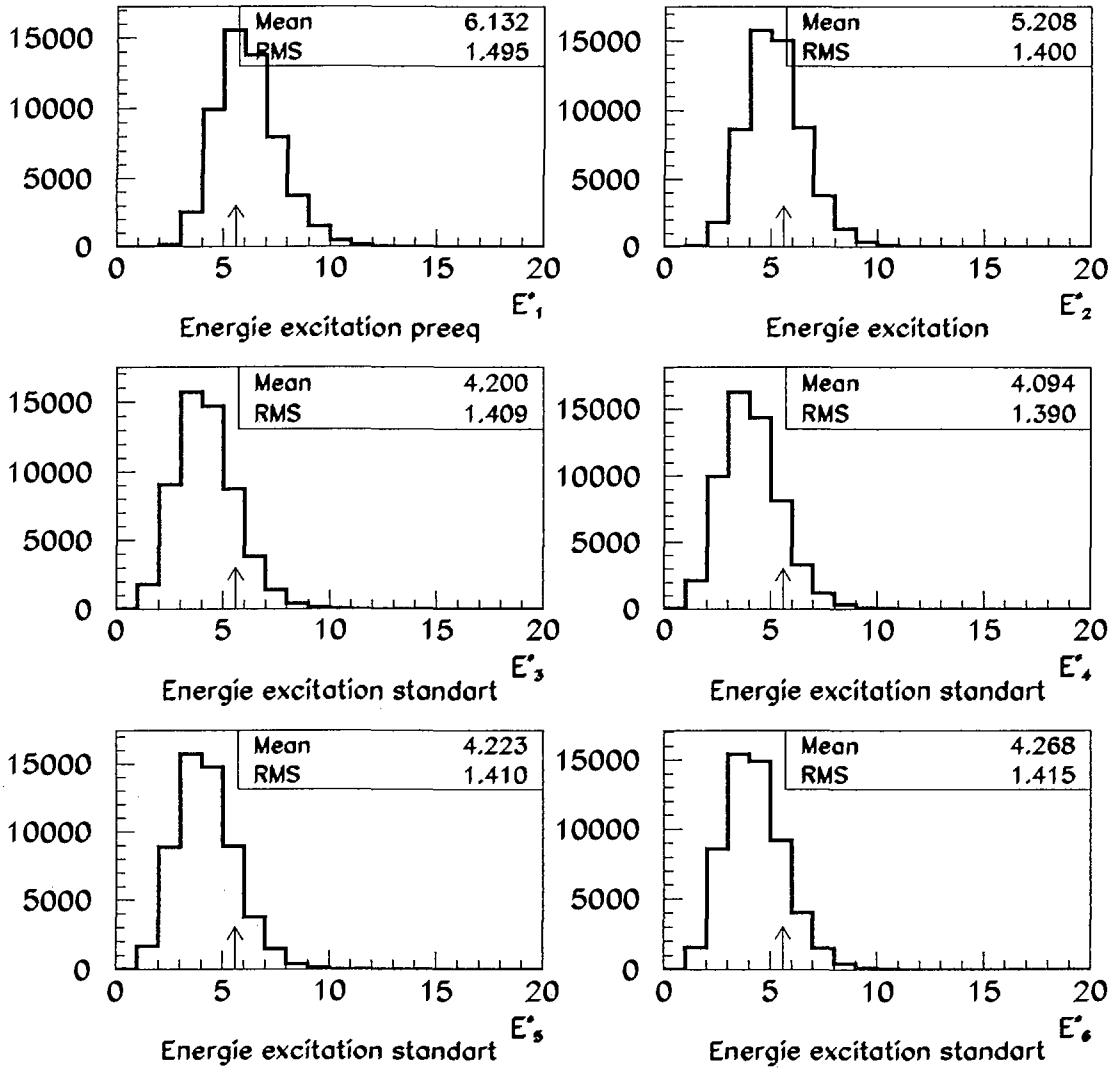 Mean 6.132
RMS 1.495
15000
10000
5000
0
0 5 10 15 20
E*₁
Energie excitation preeq
Mean 5.208
RMS 1.400
15000
10000
5000
0
0 5 10 15 20
E*₂
Energie excitation
Mean 4.200
RMS 1.409
15000
10000
5000
0
0 5 10 15 20
E*₃
Energie excitation standart
Mean 4.094
RMS 1.390
15000
10000
5000
0
0 5 10 15 20
E*₄
Energie excitation standart
Mean 4.223
RMS 1.410
15000
10000
5000
0
0 5 10 15 20
E*₅
Energie excitation standart
Mean 4.268
RMS 1.415
15000
10000
5000
0
0 5 10 15 20
E*₆
Energie excitation standart